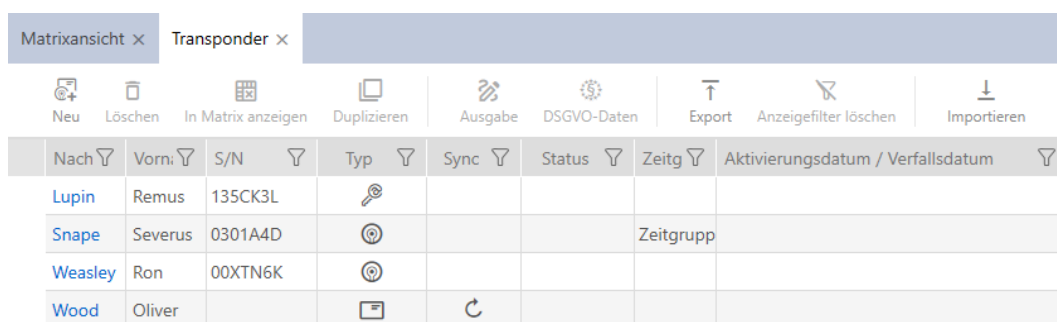 Matrixansicht × Transponder ×
Neu Löschen In Matrix anzeigen Duplizieren Ausgabe DSGVO-Daten Export Anzeigefilter löschen Importieren
Nach Vorna S/N Typ Sync Status Zeitg Aktivierungsdatum / Verfallsdatum
Lupin Remus 135CK3L
Snape Severus 0301A4D Zeitgrupp
Weasley Ron 00XTN6K
Wood Oliver